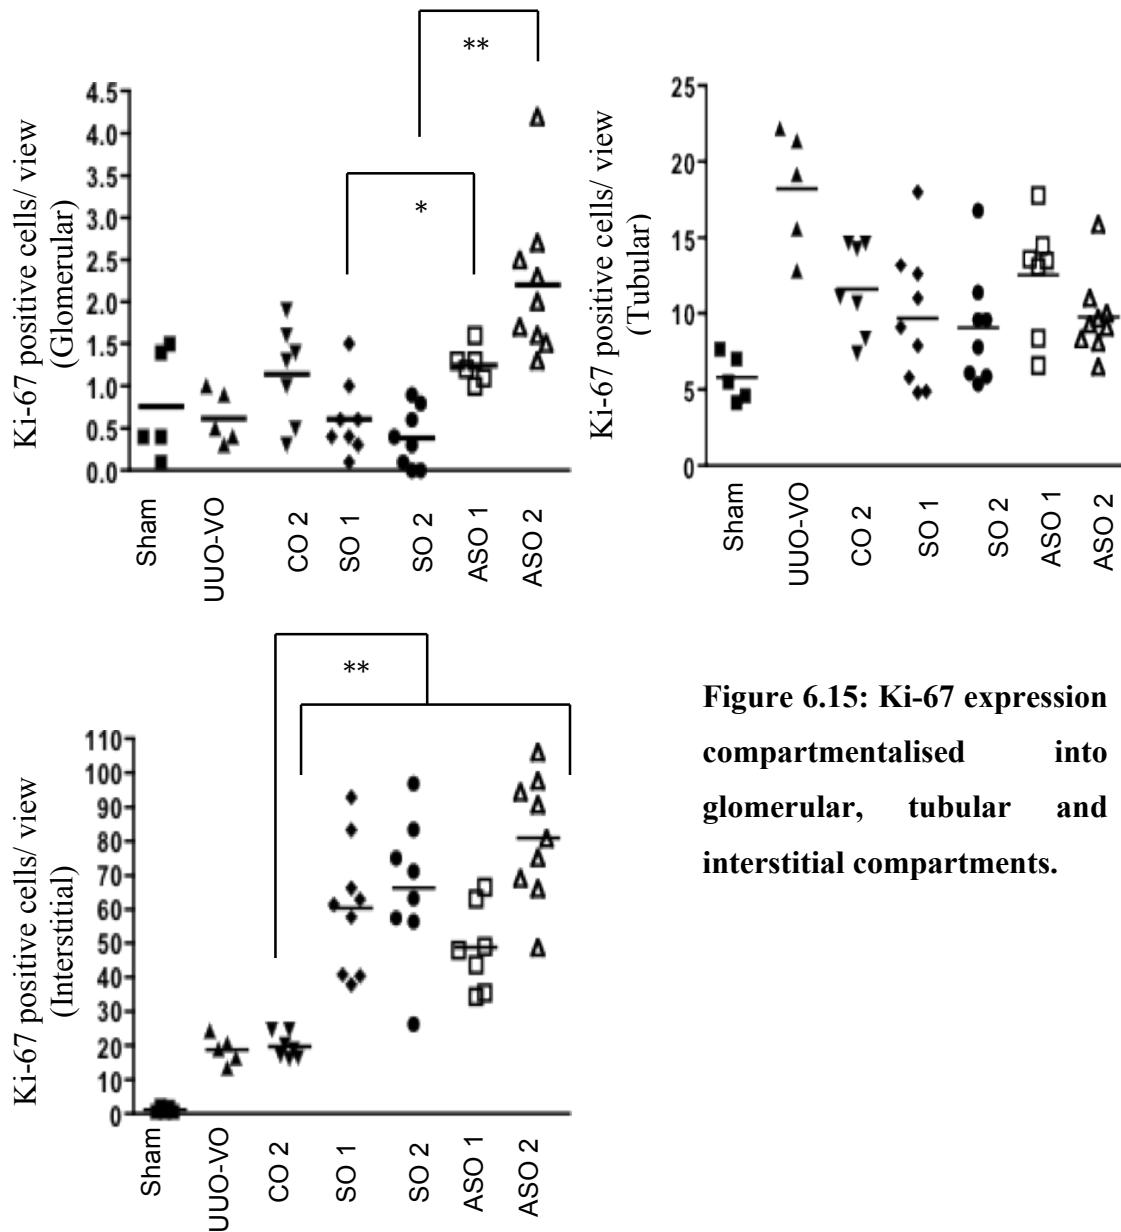 **
*
4.5
4.0
3.5
3.0
2.5
2.0
1.5
1.0
0.5
0.0
Ki-67 positive cells/ view
(Glomerular)
Sham
UUO-VO
CO 2
SO 1
SO 2
ASO 1
ASO 2
25
20
15
10
5
0
Ki-67 positive cells/ view
(Tubular)
Sham
UUO-VO
CO 2
SO 1
SO 2
ASO 1
ASO 2
**
110
100
90
80
70
60
50
40
30
20
10
0
Ki-67 positive cells/ view
(Interstitial)
Sham
UUO-VO
CO 2
SO 1
SO 2
ASO 1
ASO 2
Figure 6.15: Ki-67 expression
compartmentalised into
glomerular, tubular and
interstitial compartments.